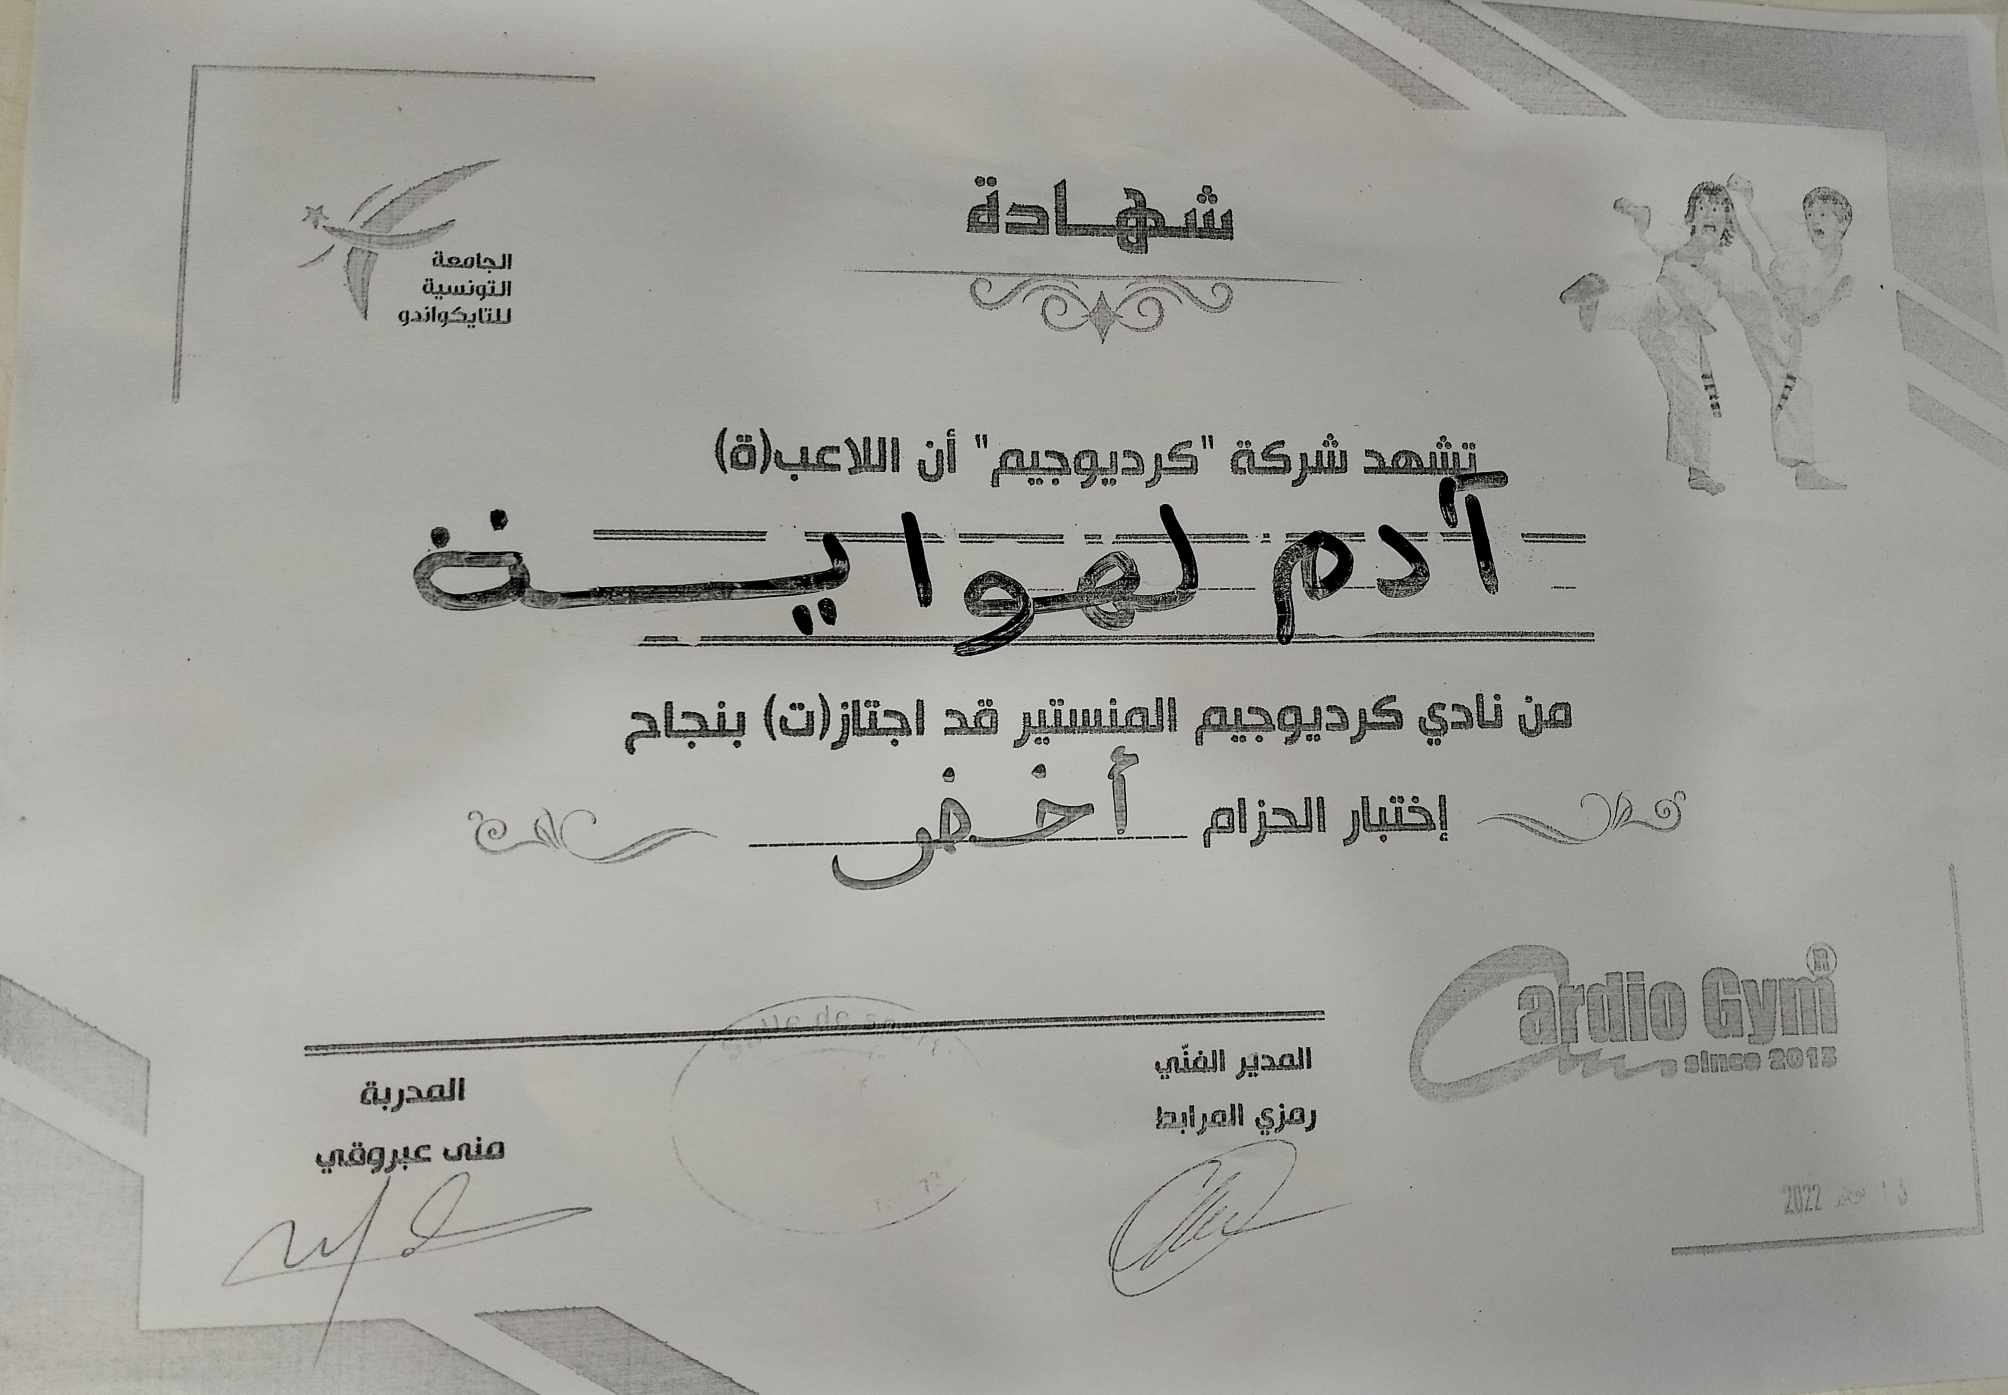 شهادة
الجامعة
التونسية
للتايكواندو
تشهد شركة "كرديوجيم" أن اللاعب(ة)
آدم لهواية
من نادي كرديوجيم المنستير قد اجتاز(ت) بنجاح
إختبار الحزام أخضر
Cardio Gym®
since 2013
المدير الفنّي
رمزي المرابط
المدربة
منى عبروقي
2022